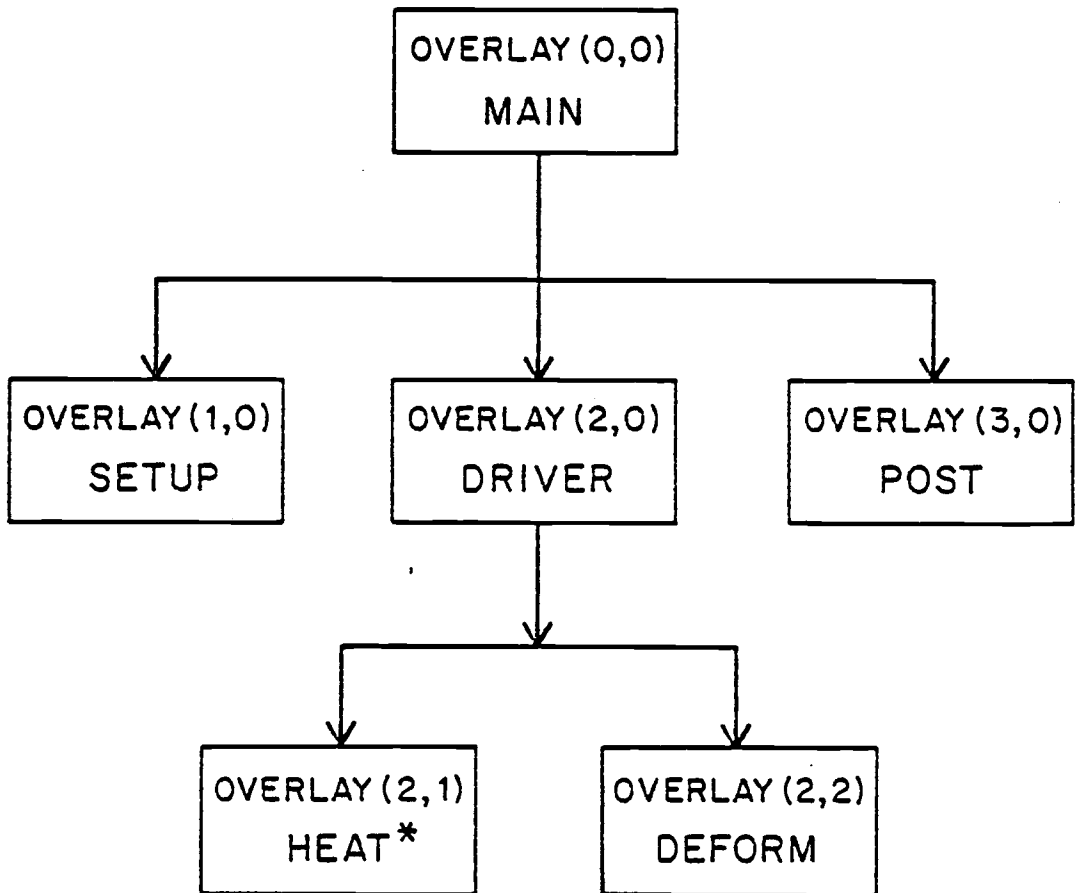 OVERLAY (0,0)
MAIN
OVERLAY (1,0)
SETUP
OVERLAY (2,0)
DRIVER
OVERLAY (3,0)
POST
OVERLAY (2,1)
HEAT*
OVERLAY (2,2)
DEFORM